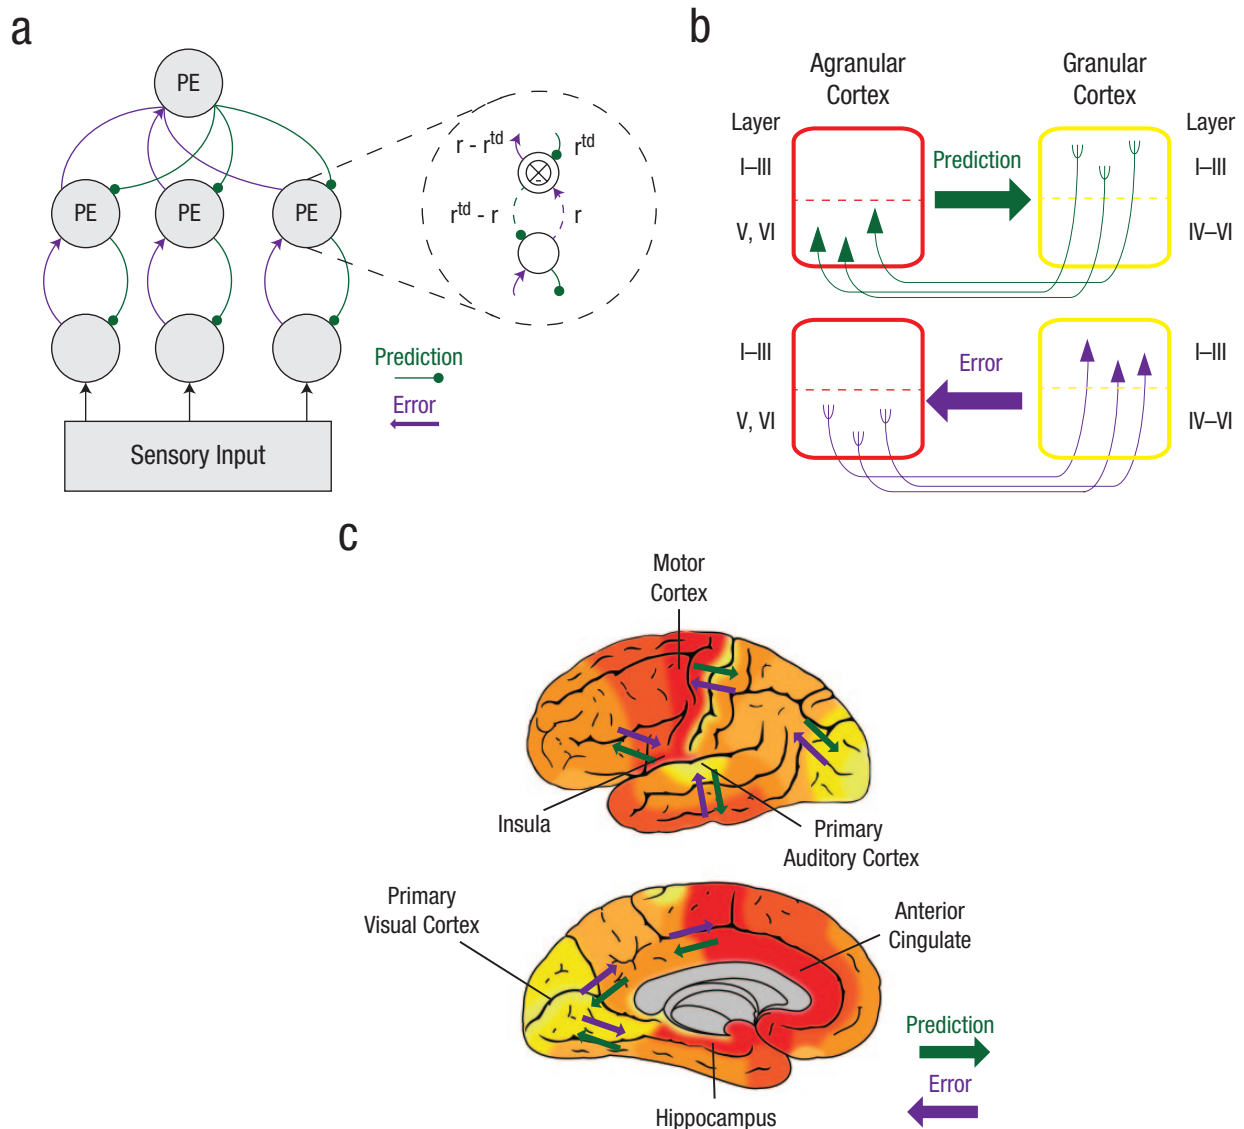 a
PE
PE
PE
PE
r - r^td
r^td
r^td - r
r
Prediction
Error
Sensory Input
b
Agranular
Cortex
Granular
Cortex
Layer
Layer
I–III
Prediction
I–III
V, VI
IV–VI
I–III
Error
I–III
V, VI
IV–VI
c
Motor
Cortex
Insula
Primary
Auditory Cortex
Primary
Visual Cortex
Anterior
Cingulate
Hippocampus
Prediction
Error